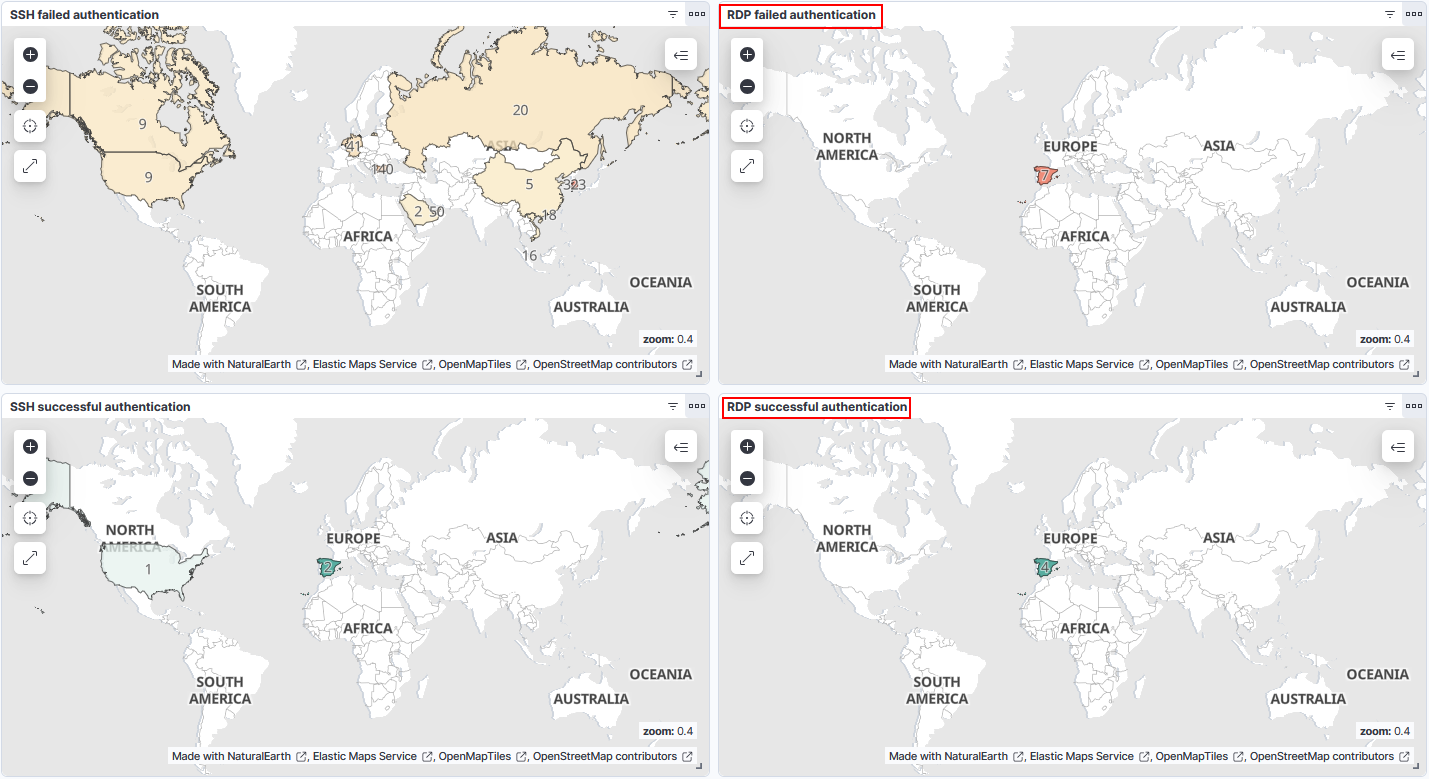 SSH failed authentication
9
20
41
ASIA
140
9
5
323
2
50
18
AFRICA
16
SOUTH
AMERICA
OCEANIA
AUSTRALIA
zoom: 0.4
Made with NaturalEarth , Elastic Maps Service , OpenMapTiles , OpenStreetMap contributors
RDP failed authentication
NORTH
AMERICA
EUROPE
ASIA
7
AFRICA
SOUTH
AMERICA
OCEANIA
AUSTRALIA
zoom: 0.4
Made with NaturalEarth , Elastic Maps Service , OpenMapTiles , OpenStreetMap contributors
SSH successful authentication
NORTH
AMERICA
EUROPE
ASIA
1
2
AFRICA
SOUTH
AMERICA
OCEANIA
AUSTRALIA
zoom: 0.4
Made with NaturalEarth , Elastic Maps Service , OpenMapTiles , OpenStreetMap contributors
RDP successful authentication
NORTH
AMERICA
EUROPE
ASIA
4
AFRICA
SOUTH
AMERICA
OCEANIA
AUSTRALIA
zoom: 0.4
Made with NaturalEarth , Elastic Maps Service , OpenMapTiles , OpenStreetMap contributors